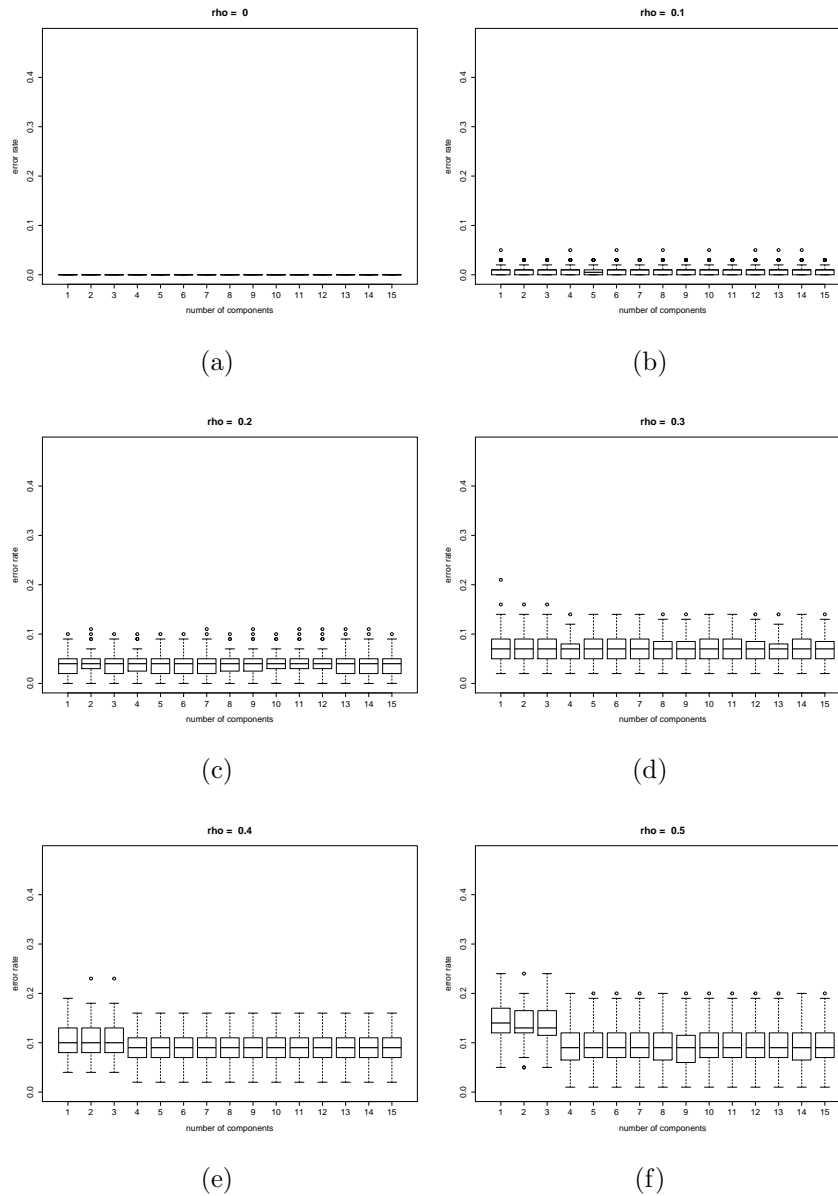 rho = 0
error rate
0.0 0.1 0.2 0.3 0.4
1 2 3 4 5 6 7 8 9 10 11 12 13 14 15
number of components
(a)
rho = 0.1
error rate
0.0 0.1 0.2 0.3 0.4
1 2 3 4 5 6 7 8 9 10 11 12 13 14 15
number of components
(b)
rho = 0.2
error rate
0.0 0.1 0.2 0.3 0.4
1 2 3 4 5 6 7 8 9 10 11 12 13 14 15
number of components
(c)
rho = 0.3
error rate
0.0 0.1 0.2 0.3 0.4
1 2 3 4 5 6 7 8 9 10 11 12 13 14 15
number of components
(d)
rho = 0.4
error rate
0.0 0.1 0.2 0.3 0.4
1 2 3 4 5 6 7 8 9 10 11 12 13 14 15
number of components
(e)
rho = 0.5
error rate
0.0 0.1 0.2 0.3 0.4
1 2 3 4 5 6 7 8 9 10 11 12 13 14 15
number of components
(f)